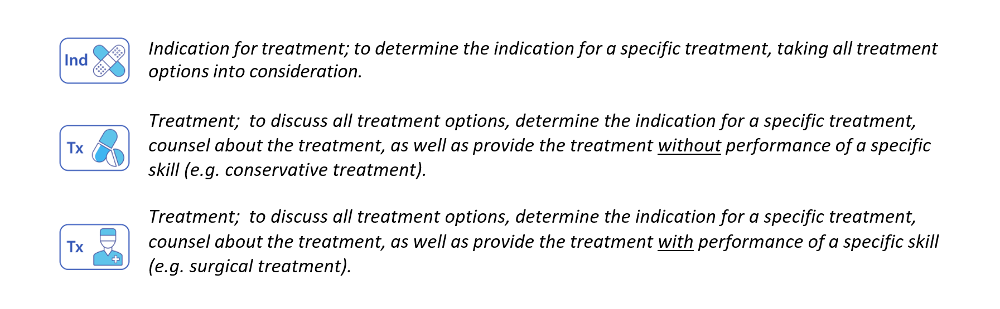 Ind
Indication for treatment; to determine the indication for a specific treatment, taking all treatment
options into consideration.
Tx
Treatment;  to discuss all treatment options, determine the indication for a specific treatment,
counsel about the treatment, as well as provide the treatment without performance of a specific
skill (e.g. conservative treatment).
Tx
Treatment;  to discuss all treatment options, determine the indication for a specific treatment,
counsel about the treatment, as well as provide the treatment with performance of a specific skill
(e.g. surgical treatment).